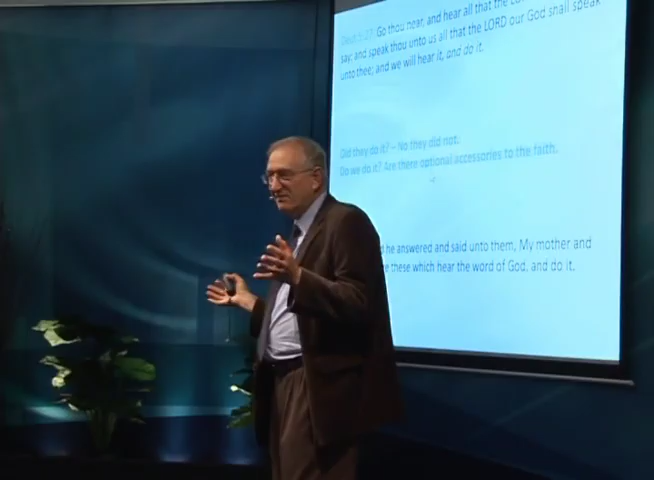 Deut 5:27 Go thou near, and hear all that the
say: and speak thou unto us all that the LORD our God shall speak
unto thee; and we will hear it, and do it.
Did they do it? – No they did not.
Do we do it? Are there optional accessories to the faith.
he answered and said unto them, My mother and
these which hear the word of God, and do it.